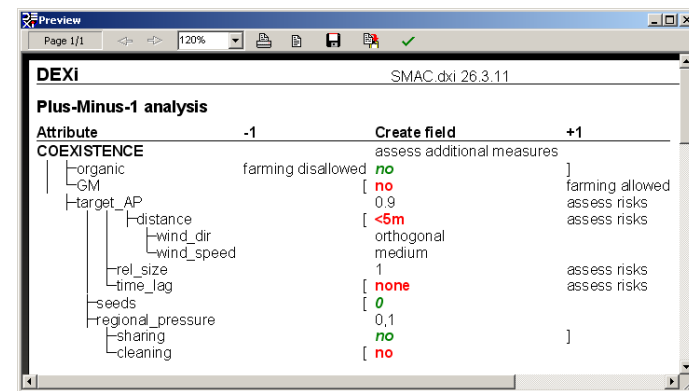 Preview
Page 1/1 120%
DEXi SMAC.dxi 26.3.11
Plus-Minus-1 analysis
Attribute -1 Create field +1
COEXISTENCE assess additional measures
organic farming disallowed no ]
GM [ no farming allowed
target_AP 0.9 assess risks
distance [ <5m assess risks
wind_dir orthogonal
wind_speed medium
rel_size 1 assess risks
time_lag [ none assess risks
seeds [ 0
regional_pressure 0,1
sharing no ]
cleaning [ no